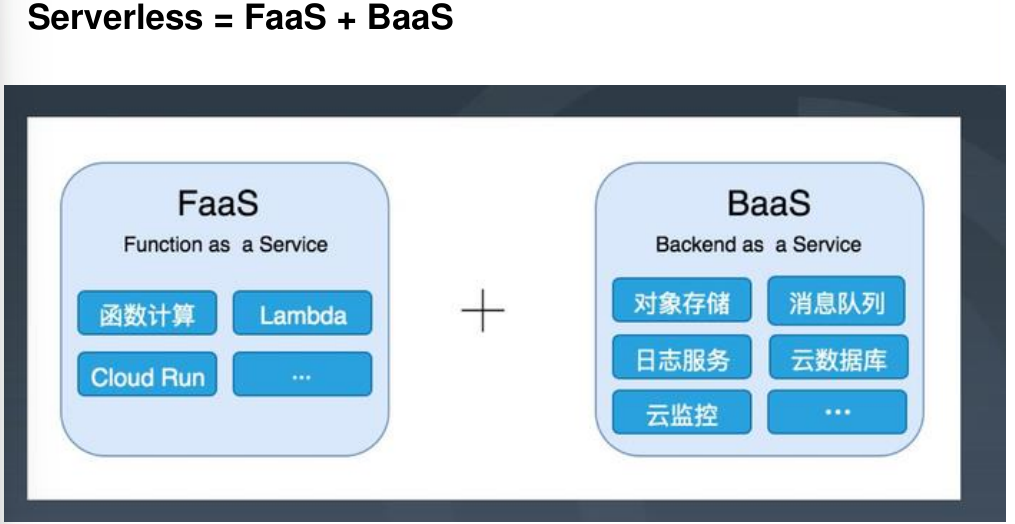 Serverless = FaaS + BaaS
FaaS
Function as a Service
函数计算
Lambda
Cloud Run
...
+
BaaS
Backend as a Service
对象存储
消息队列
日志服务
云数据库
云监控
...